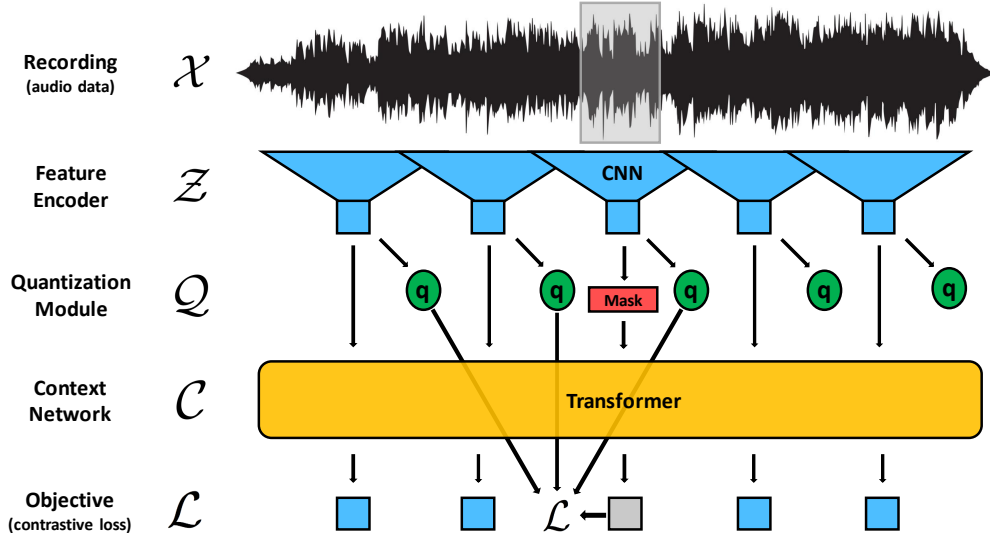 Recording
(audio data)
𝒳
Feature
Encoder
𝒵
CNN
Quantization
Module
𝒬
q
q
Mask
q
q
q
Context
Network
𝒞
Transformer
Objective
(contrastive loss)
ℒ
ℒ